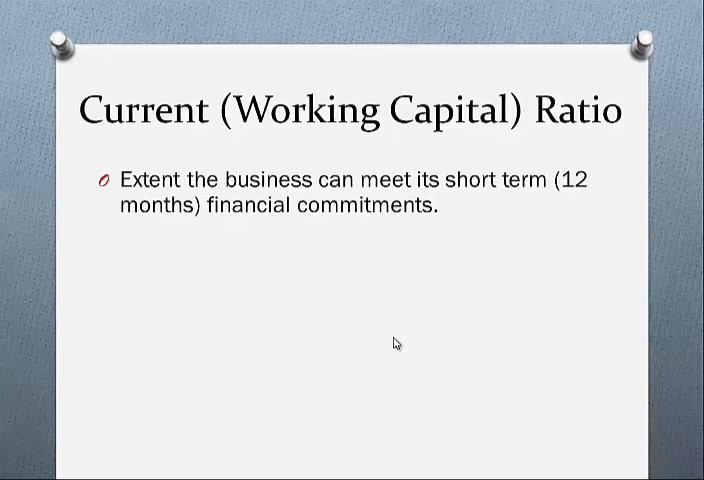 Current (Working Capital) Ratio
Extent the business can meet its short term (12
months) financial commitments.